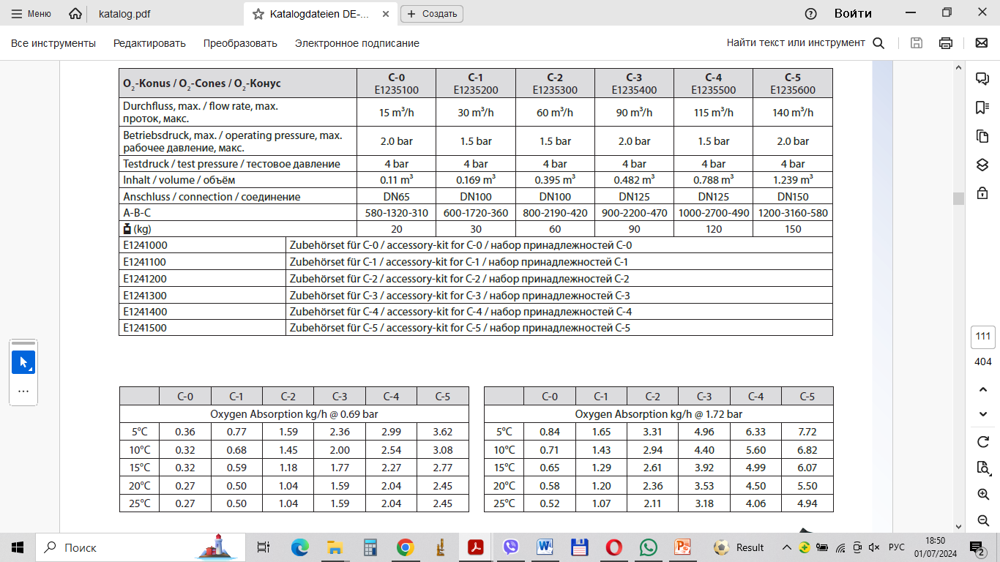 Меню
katalog.pdf
Katalogdateien DE-...
Создать
Войти
Все инструменты
Редактировать
Преобразовать
Электронное подписание
Найти текст или инструмент
O2-Konus / O2-Cones / O2-Конус C-0 E1235100 C-1 E1235200 C-2 E1235300 C-3 E1235400 C-4 E1235500 C-5 E1235600
Durchfluss, max. / flow rate, max.
проток, макс.
15 m³/h 30 m³/h 60 m³/h 90 m³/h 115 m³/h 140 m³/h
Betriebsdruck, max. / operating pressure, max.
рабочее давление, макс.
2.0 bar 1.5 bar 1.5 bar 2.0 bar 1.5 bar 2.0 bar
Testdruck / test pressure / тестовое давление 4 bar 4 bar 4 bar 4 bar 4 bar 4 bar
Inhalt / volume / объём 0.11 m³ 0.169 m³ 0.395 m³ 0.482 m³ 0.788 m³ 1.239 m³
Anschluss / connection / соединение DN65 DN100 DN100 DN125 DN125 DN150
A-B-C 580-1320-310 600-1720-360 800-2190-420 900-2200-470 1000-2700-490 1200-3160-580
(kg) 20 30 60 90 120 150
E1241000 Zubehörset für C-0 / accessory-kit for C-0 / набор принадлежностей C-0
E1241100 Zubehörset für C-1 / accessory-kit for C-1 / набор принадлежностей C-1
E1241200 Zubehörset für C-2 / accessory-kit for C-2 / набор принадлежностей C-2
E1241300 Zubehörset für C-3 / accessory-kit for C-3 / набор принадлежностей C-3
E1241400 Zubehörset für C-4 / accessory-kit for C-4 / набор принадлежностей C-4
E1241500 Zubehörset für C-5 / accessory-kit for C-5 / набор принадлежностей C-5
C-0 C-1 C-2 C-3 C-4 C-5
Oxygen Absorption kg/h @ 0.69 bar
5°C 0.36 0.77 1.59 2.36 2.99 3.62
10°C 0.32 0.68 1.45 2.00 2.54 3.08
15°C 0.32 0.59 1.18 1.77 2.27 2.77
20°C 0.27 0.50 1.04 1.59 2.04 2.45
25°C 0.27 0.50 1.04 1.59 2.04 2.45
C-0 C-1 C-2 C-3 C-4 C-5
Oxygen Absorption kg/h @ 1.72 bar
5°C 0.84 1.65 3.31 4.96 6.33 7.72
10°C 0.71 1.43 2.94 4.40 5.60 6.82
15°C 0.65 1.29 2.61 3.92 4.99 6.07
20°C 0.58 1.20 2.36 3.53 4.50 5.50
25°C 0.52 1.07 2.11 3.18 4.06 4.94
111
404
Поиск
Result
РУС
18:50
01/07/2024
2